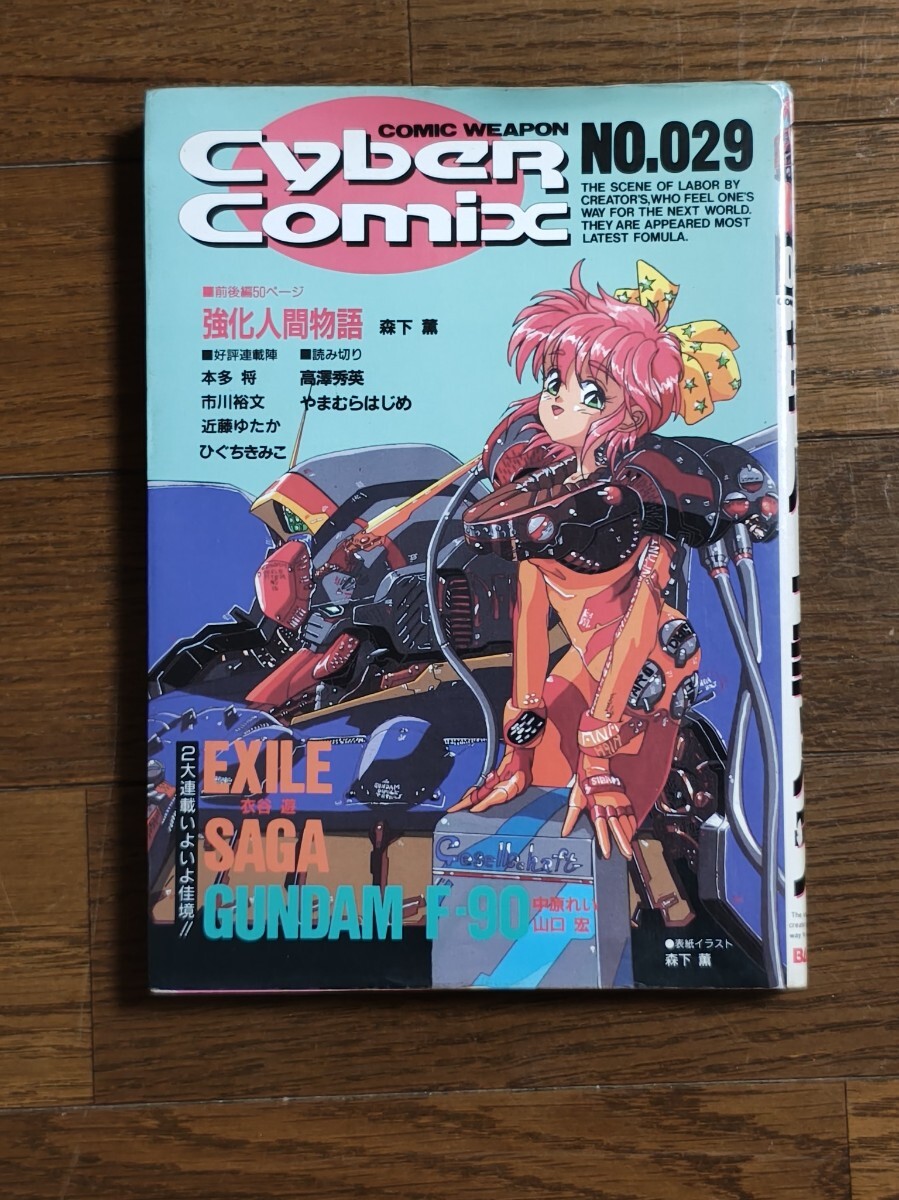 COMIC WEAPON
Cyber
Comix
NO.029
THE SCENE OF LABOR BY
CREATOR'S,WHO FEEL ONE'S
WAY FOR THE NEXT WORLD.
THEY ARE APPEARED MOST
LATEST FOMULA.
■前後編50ページ
強化人間物語 森下 薫
■好評連載陣
本多 将
市川裕文
近藤ゆたか
ひぐちきみこ
■読み切り
高澤秀英
やまむらはじめ
2大連載いよいよ佳境!!
EXILE
衣谷 遊
SAGA
GUNDAM F-90
中原れい
山口 宏
Gesellschaft
●表紙イラスト
森下 薫